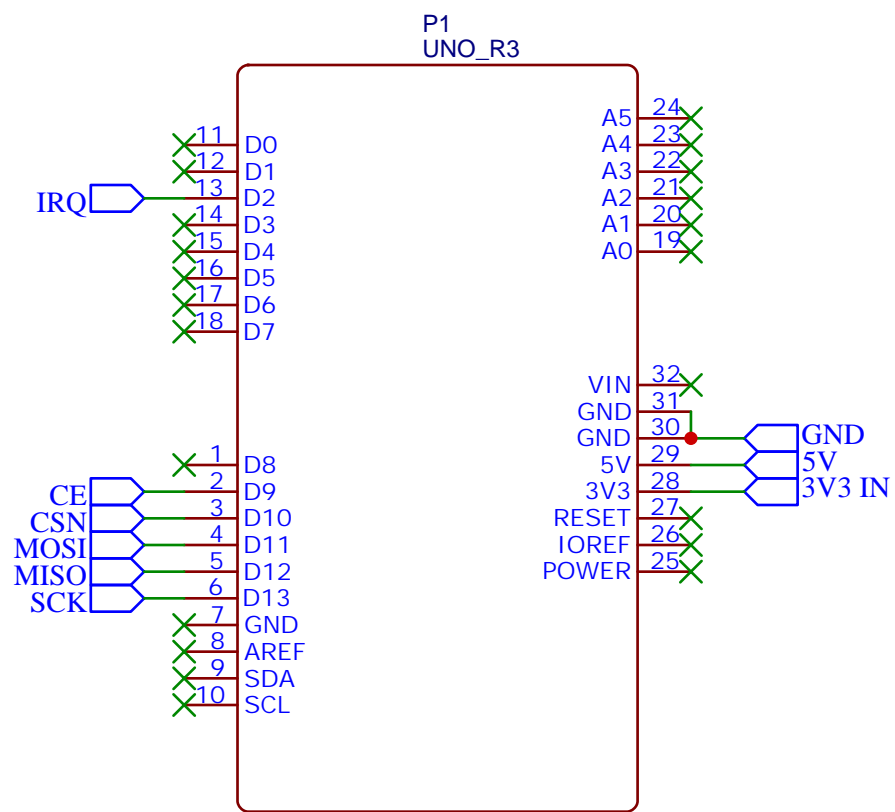 P1
UNO_R3
11 D0
12 D1
IRQ 13 D2
14 D3
15 D4
16 D5
17 D6
18 D7
1 D8
CE 2 D9
CSN 3 D10
MOSI 4 D11
MISO 5 D12
SCK 6 D13
7 GND
8 AREF
9 SDA
10 SCL
A5 24
A4 23
A3 22
A2 21
A1 20
A0 19
VIN 32
GND 31
GND 30 GND
5V 29 5V
3V3 28 3V3 IN
RESET 27
IOREF 26
POWER 25